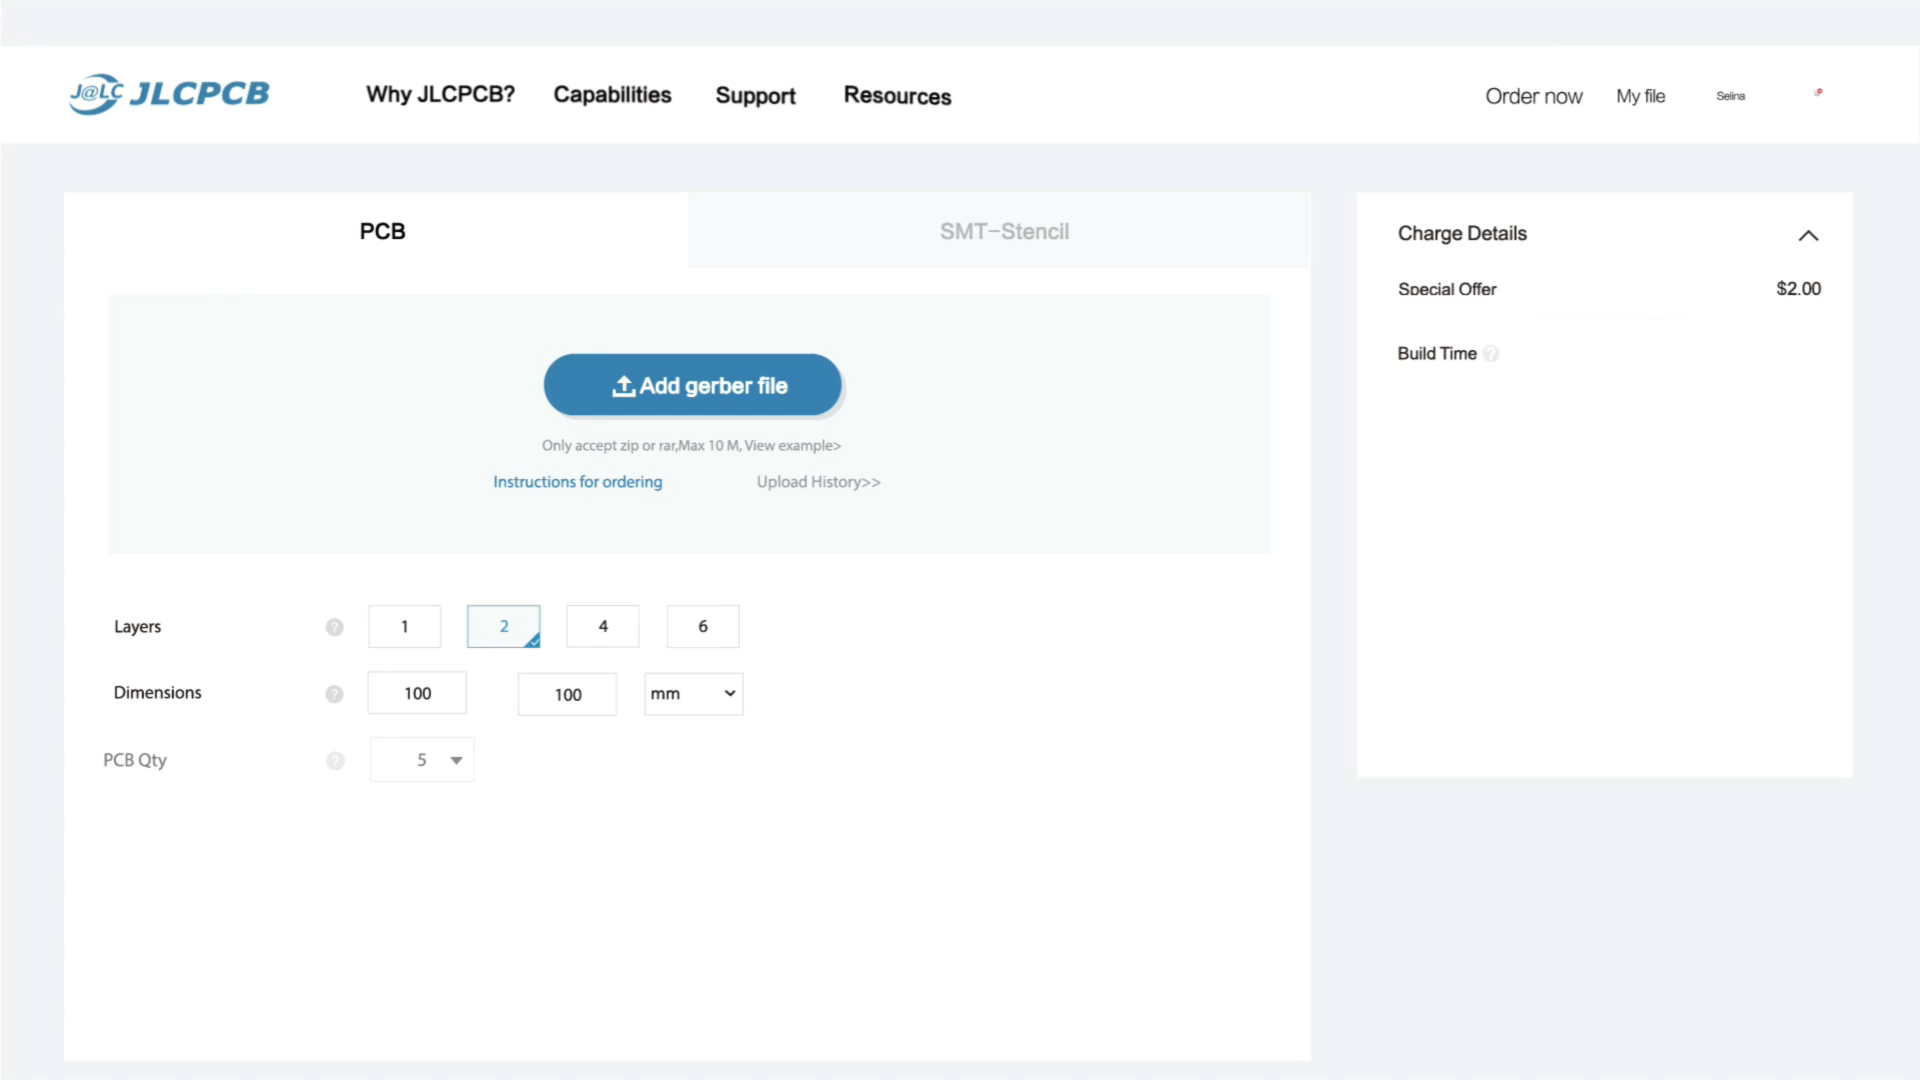 J@LC JLCPCB Why JLCPCB? Capabilities Support Resources Order now My file Selina
PCB SMT-Stencil
Add gerber file
Only accept zip or rar,Max 10 M, View example>
Instructions for ordering Upload History>>
Layers ? 1 2 4 6
Dimensions ? 100 100 mm
PCB Qty ? 5
Charge Details
Special Offer $2.00
Build Time ?